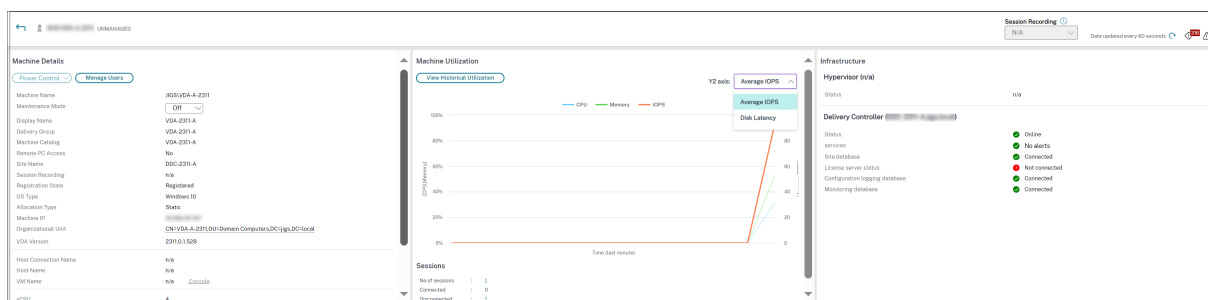 UNMANAGED
Session Recording
N/A
Data updated every 60 seconds
316
Machine Details
Power Control
Manage Users
Machine Name JIGS\VDA-A-2311
Maintenance Mode Off
Display Name VDA-2311-A
Delivery Group VDA-2311-A
Machine Catalog VDA-2311-A
Remote PC Access No
Site Name DDC-2311-A
Session Recording n/a
Registration State Registered
OS Type Windows 10
Allocation Type Static
Machine IP
Organizational Unit CN=VDA-A-2311,OU=Domain Computers,DC=jigs,DC=local
VDA Version 2311.0.1.528
Host Connection Name n/a
Host Name n/a
VM Name n/a Console
vCPU 4
Machine Utilization
View Historical Utilization
Y2 axis: Average IOPS
Average IOPS
Disk Latency
CPU Memory IOPS
100%
80% 80
60% 60
40% 40
20% 20
0% 0
(CPU/Memory)
Time (last minute)
Sessions
No of sessions : 1
Connected : 0
Disconnected : 1
Infrastructure
Hypervisor (n/a)
Status n/a
Delivery Controller ( )
Status Online
services No alerts
Site database Connected
License server status Not connected
Configuration logging database Connected
Monitoring database Connected